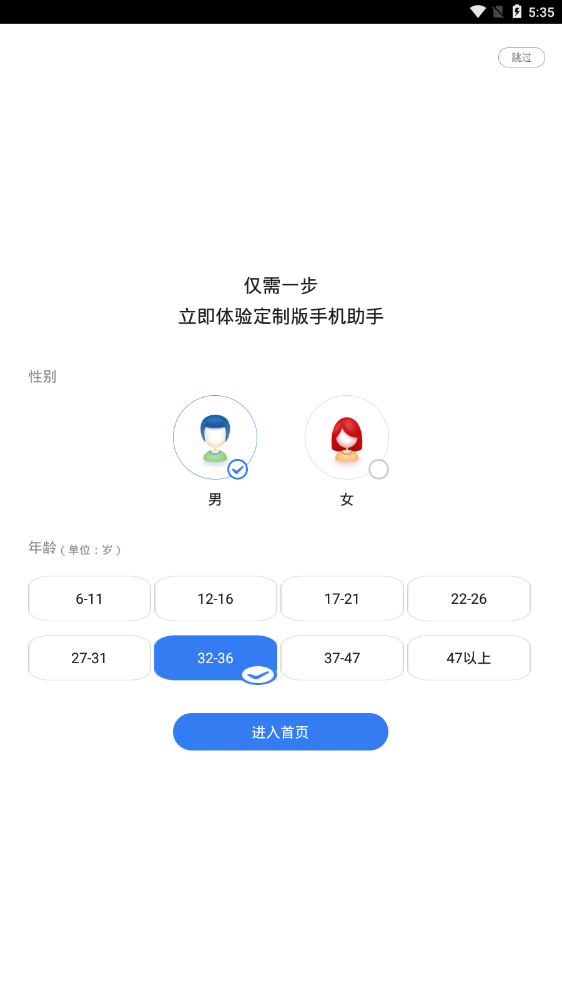 5:35
跳过
仅需一步
立即体验定制版手机助手
性别
男 女
年龄（单位：岁）
6-11 12-16 17-21 22-26
27-31 32-36 37-47 47以上
进入首页